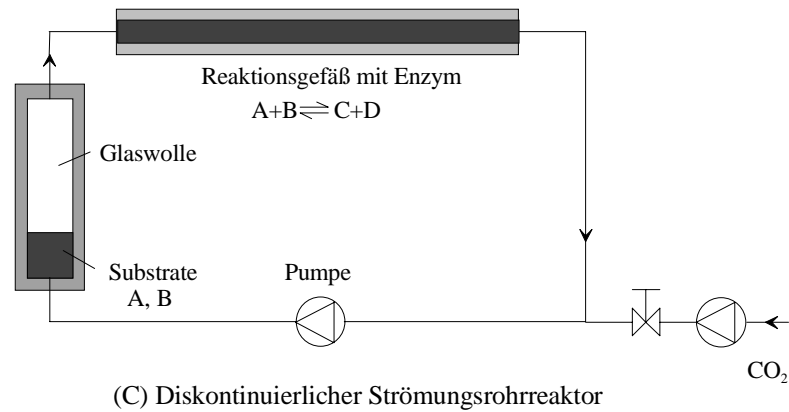 Reaktionsgefäß mit Enzym
A+B⇌C+D
Glaswolle
Substrate
A, B
Pumpe
CO₂
(C) Diskontinuierlicher Strömungsrohrreaktor